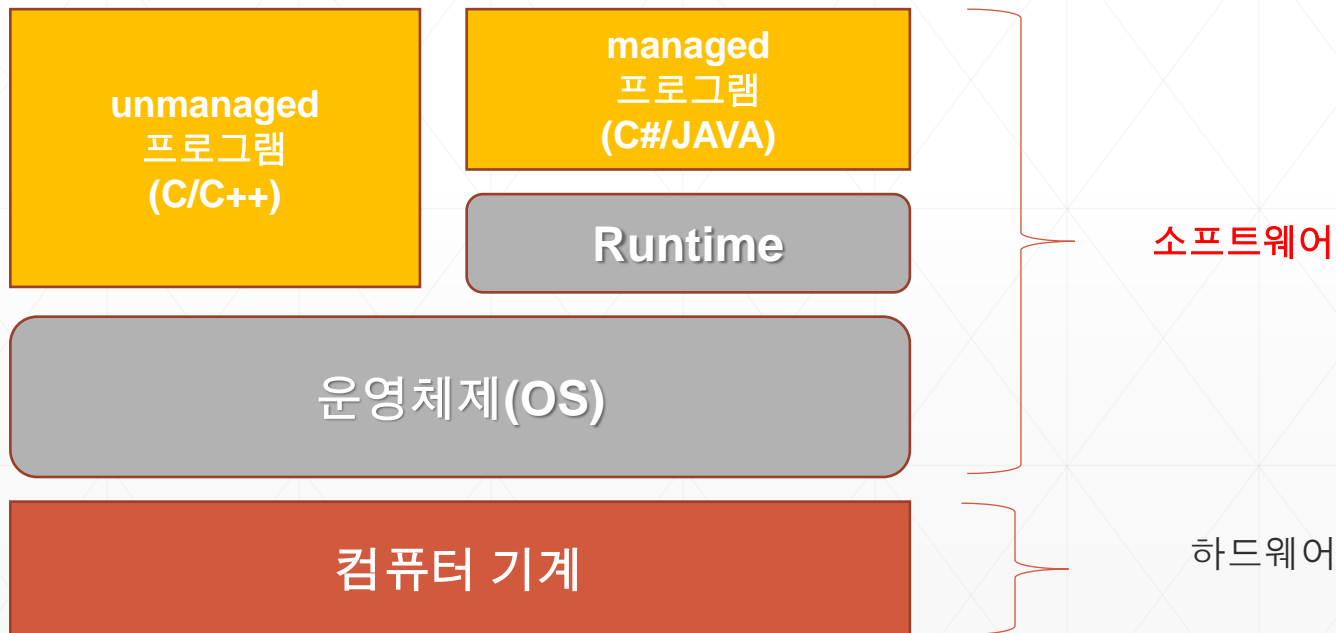 unmanaged
프로그램
(C/C++)
managed
프로그램
(C#/JAVA)
Runtime
소프트웨어
운영체제(OS)
컴퓨터 기계
하드웨어